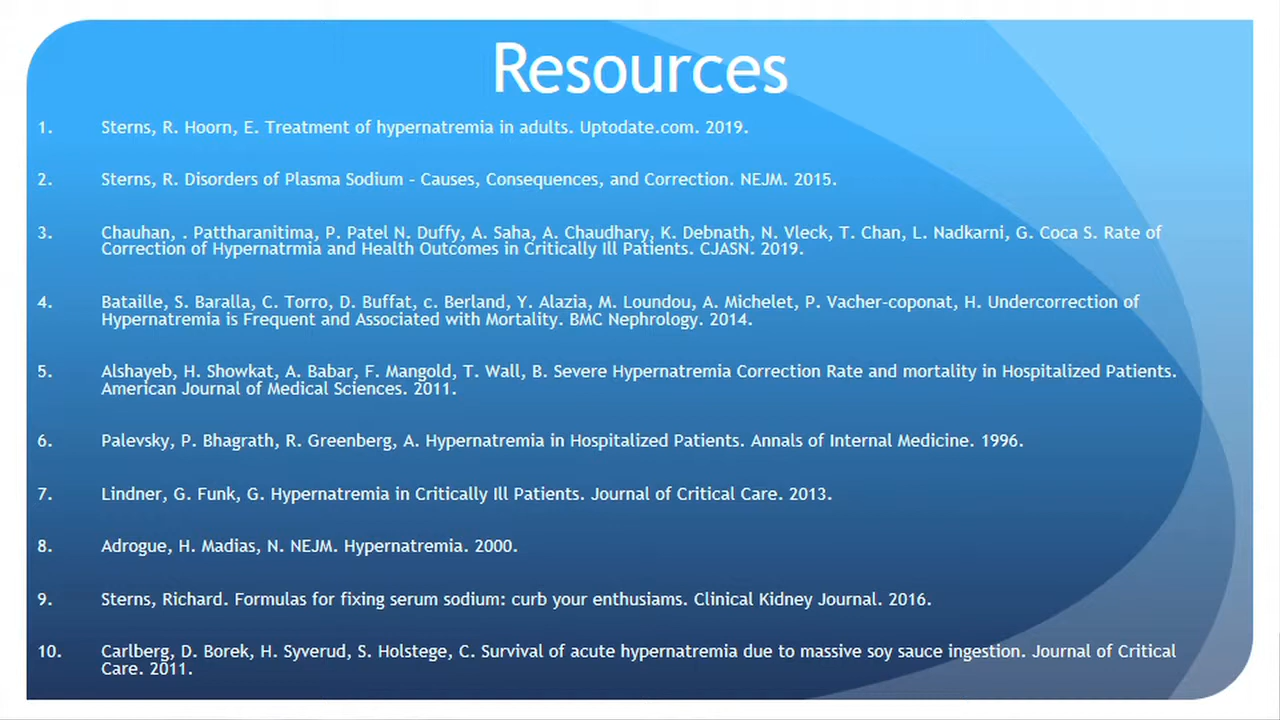 Resources
1. Sterns, R. Hoorn, E. Treatment of hypernatremia in adults. Uptodate.com. 2019.
2. Sterns, R. Disorders of Plasma Sodium – Causes, Consequences, and Correction. NEJM. 2015.
3. Chauhan, . Pattharanitima, P. Patel N. Duffy, A. Saha, A. Chaudhary, K. Debnath, N. Vleck, T. Chan, L. Nadkarni, G. Coca S. Rate of
Correction of Hypernatrmia and Health Outcomes in Critically Ill Patients. CJASN. 2019.
4. Bataille, S. Baralla, C. Torro, D. Buffat, c. Berland, Y. Alazia, M. Loundou, A. Michelet, P. Vacher-coponat, H. Undercorrection of
Hypernatremia is Frequent and Associated with Mortality. BMC Nephrology. 2014.
5. Alshayeb, H. Showkat, A. Babar, F. Mangold, T. Wall, B. Severe Hypernatremia Correction Rate and mortality in Hospitalized Patients.
American Journal of Medical Sciences. 2011.
6. Palevsky, P. Bhagrath, R. Greenberg, A. Hypernatremia in Hospitalized Patients. Annals of Internal Medicine. 1996.
7. Lindner, G. Funk, G. Hypernatremia in Critically Ill Patients. Journal of Critical Care. 2013.
8. Adrogue, H. Madias, N. NEJM. Hypernatremia. 2000.
9. Sterns, Richard. Formulas for fixing serum sodium: curb your enthusiams. Clinical Kidney Journal. 2016.
10. Carlberg, D. Borek, H. Syverud, S. Holstege, C. Survival of acute hypernatremia due to massive soy sauce ingestion. Journal of Critical
Care. 2011.